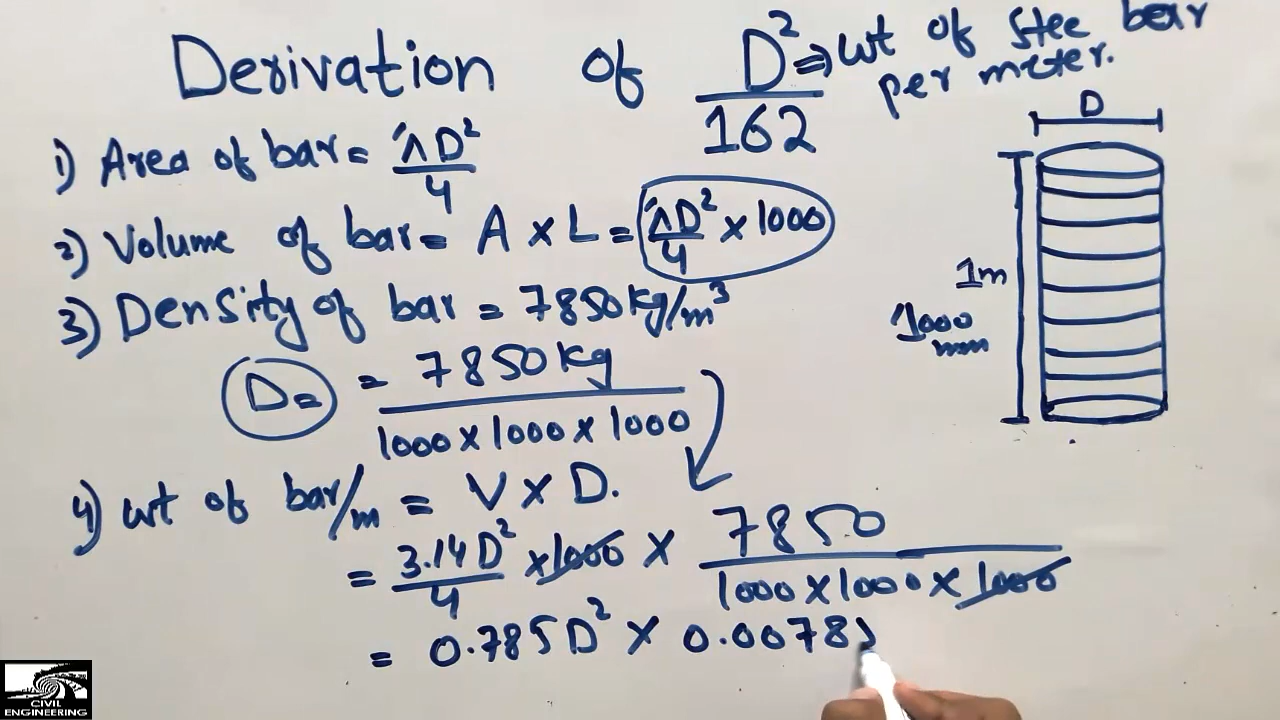 Derivation of D²/162 ⇒ wt of stee bar
per meter.
1) Area of bar = πD²/4
2) Volume of bar = A × L = πD²/4 × 1000
3) Density of bar = 7850 kg/m³
D = = 7850 kg / 1000 × 1000 × 1000
4) wt of bar/m = V × D.
= 3.14D²/4 × 1000 × 7850 / 1000 × 1000 × 1000
= 0.785D² × 0.00785
D
1m
1000
mm
CIVIL
ENGINEERING